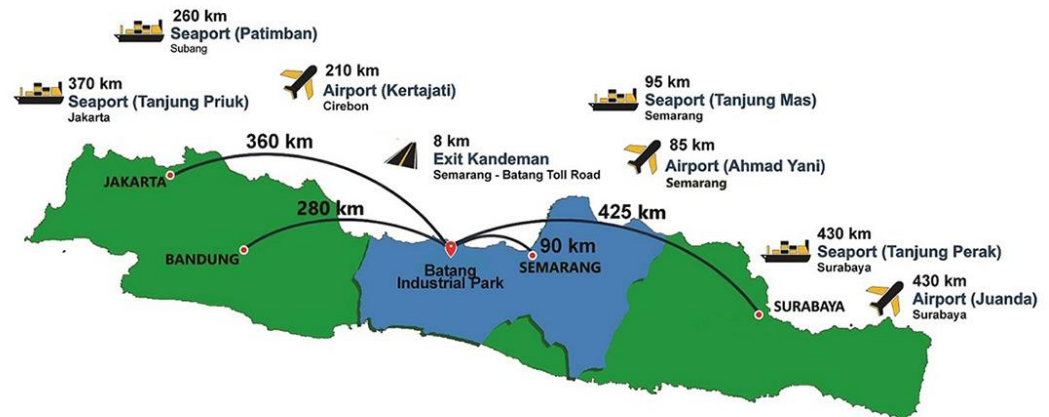 260 km
Seaport (Patimban)
Subang
370 km
Seaport (Tanjung Priuk)
Jakarta
210 km
Airport (Kertajati)
Cirebon
95 km
Seaport (Tanjung Mas)
Semarang
8 km
Exit Kandeman
Semarang - Batang Toll Road
85 km
Airport (Ahmad Yani)
Semarang
360 km
JAKARTA
280 km
BANDUNG
Batang
Industrial Park
90 km
SEMARANG
425 km
430 km
Seaport (Tanjung Perak)
Surabaya
SURABAYA
430 km
Airport (Juanda)
Surabaya